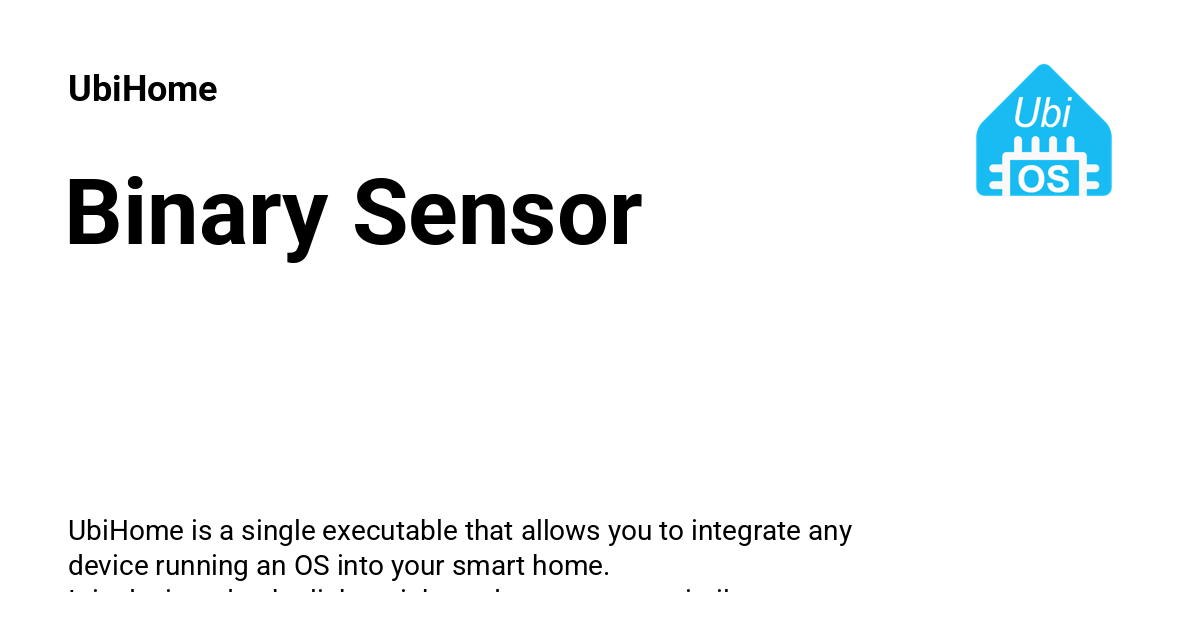 UbiHome
Ubi
OS
Binary Sensor
UbiHome is a single executable that allows you to integrate any
device running an OS into your smart home.